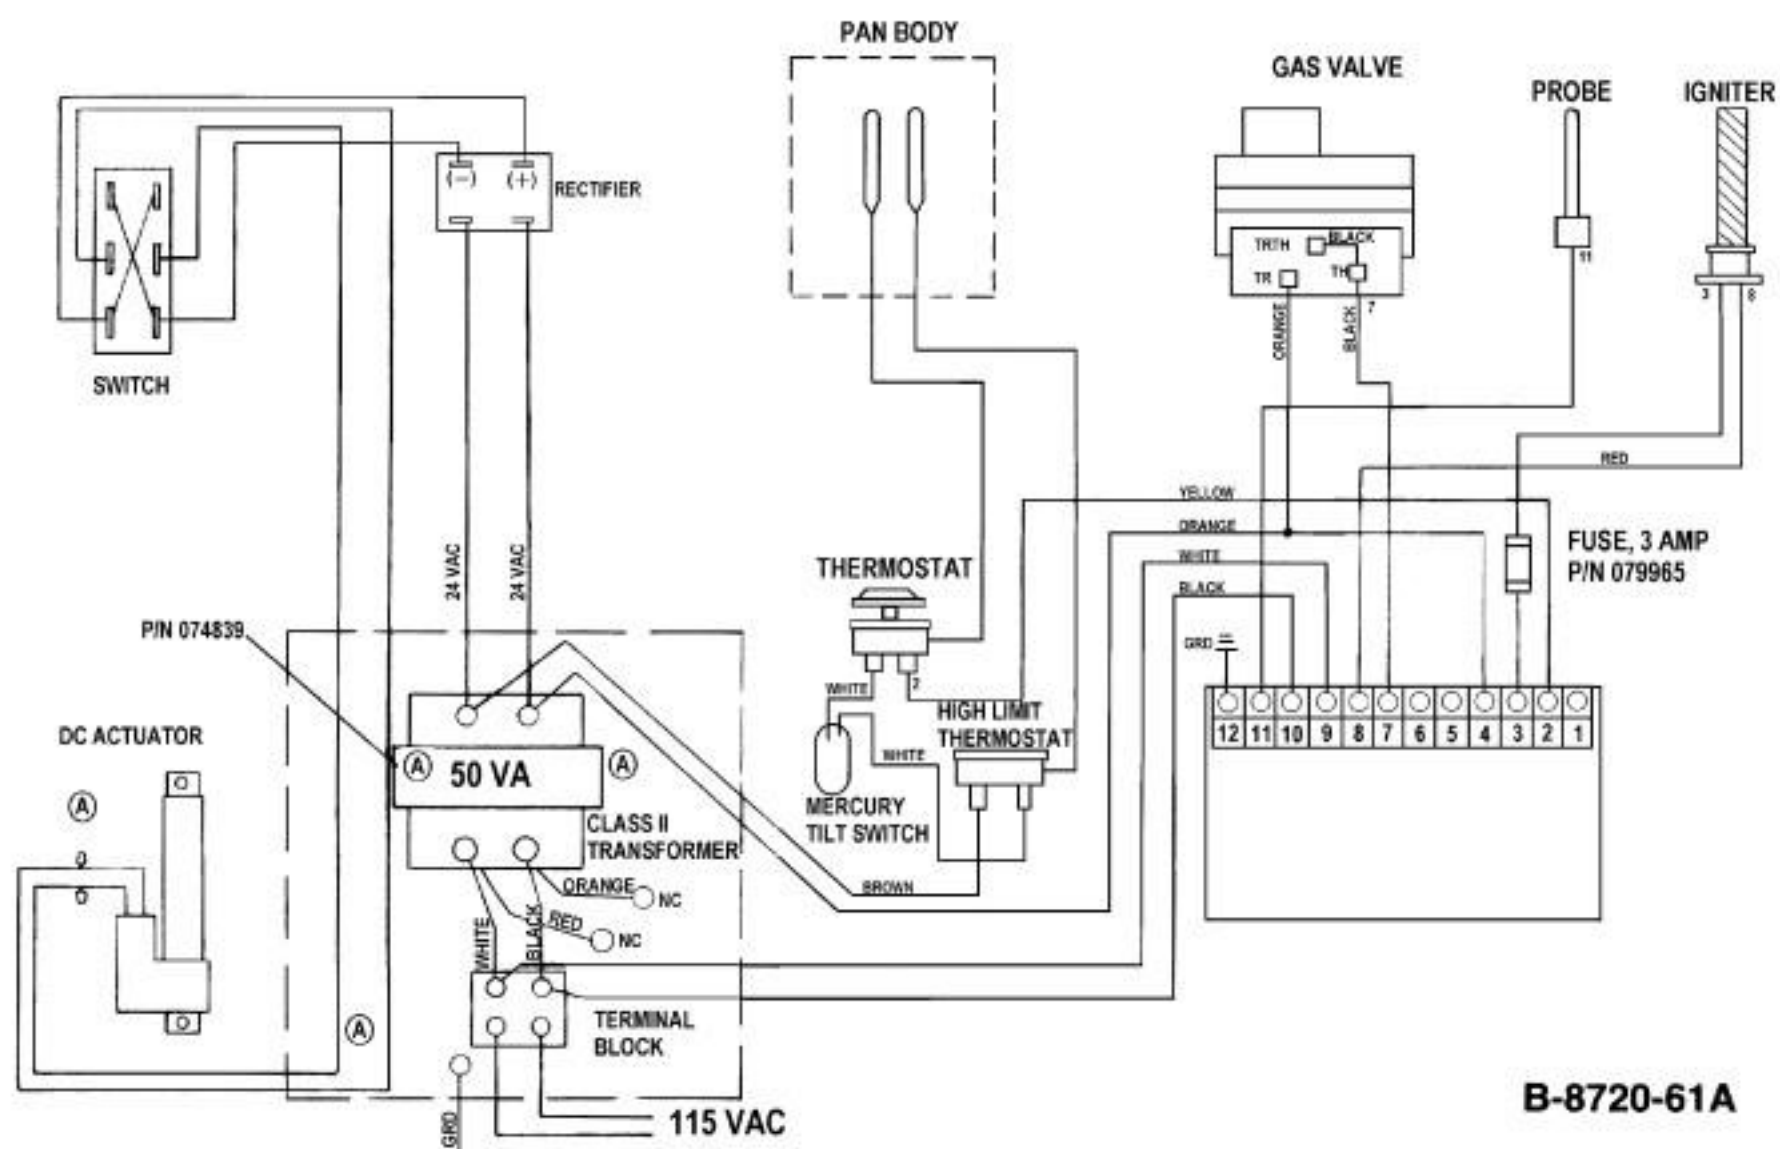 PAN BODY
GAS VALVE
PROBE
IGNITER
(-)
(+)
RECTIFIER
TRTH
BLACK
TR
TH
11
3
8
ORANGE
BLACK
7
SWITCH
RED
YELLOW
ORANGE
WHITE
BLACK
FUSE, 3 AMP
P/N 079965
24 VAC
24 VAC
THERMOSTAT
P/N 074839
GRD
WHITE
2
HIGH LIMIT
THERMOSTAT
12 11 10 9 8 7 6 5 4 3 2 1
DC ACTUATOR
A
50 VA
A
WHITE
A
MERCURY
TILT SWITCH
CLASS II
TRANSFORMER
BROWN
ORANGE
NC
RED
NC
WHITE
BLACK
A
TERMINAL
BLOCK
GRD
115 VAC
B-8720-61A